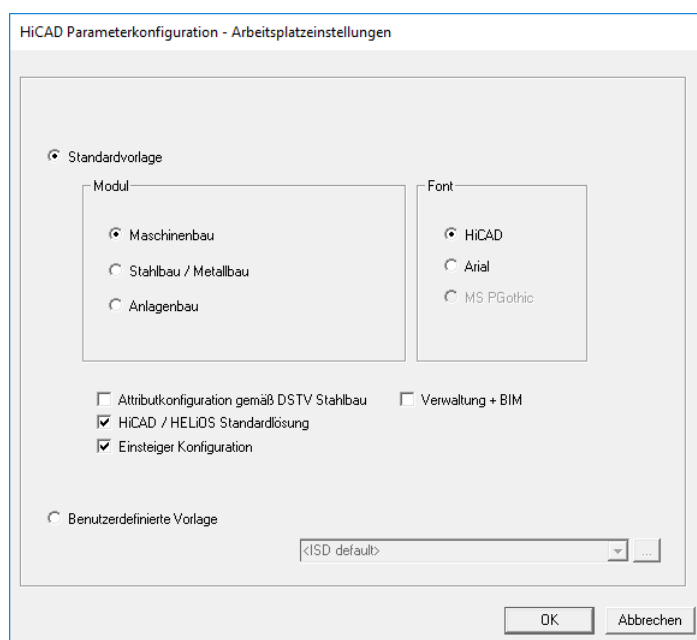 HiCAD Parameterkonfiguration - Arbeitsplatzeinstellungen
Standardvorlage
Modul
Font
Maschinenbau
HiCAD
Stahlbau / Metallbau
Arial
Anlagenbau
MS PGothic
Attributkonfiguration gemäß DSTV Stahlbau
Verwaltung + BIM
HiCAD / HELiOS Standardlösung
Einsteiger Konfiguration
Benutzerdefinierte Vorlage
<ISD default>
...
OK
Abbrechen